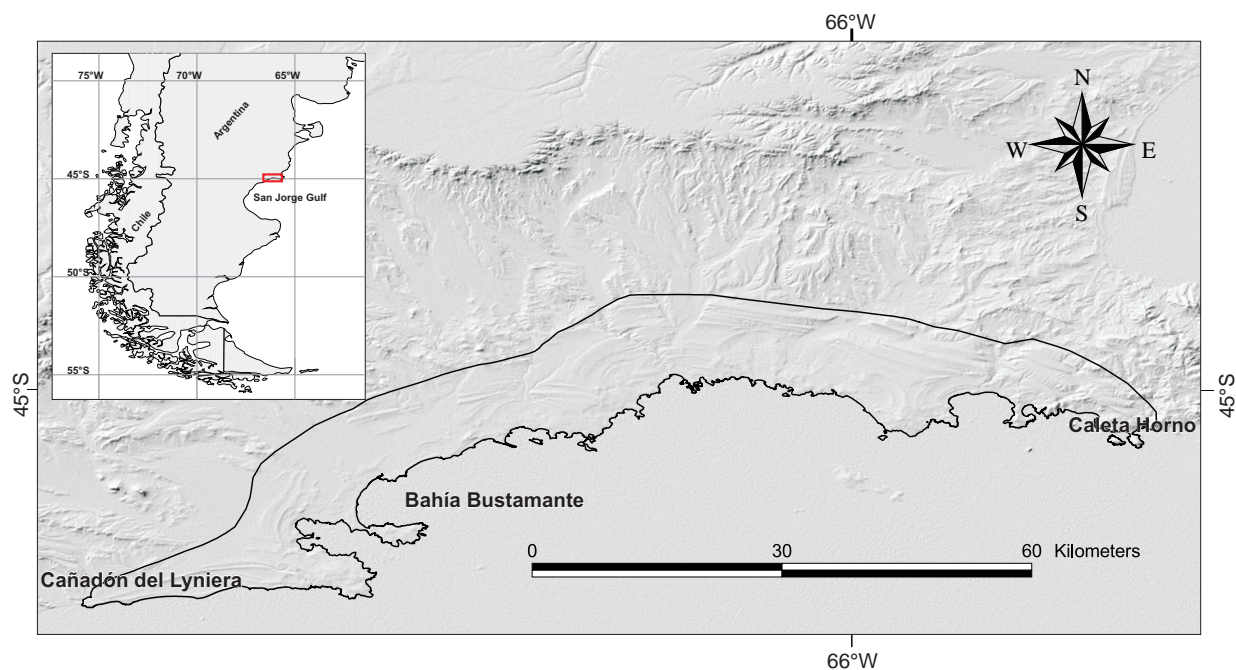 66°W
75°W
70°W
65°W
Argentina
N
W
E
S
45°S
San Jorge Gulf
Chile
50°S
55°S
45°S
45°S
Caleta Horno
Bahía Bustamante
0
30
60
Kilometers
Cañadón del Lyniera
66°W